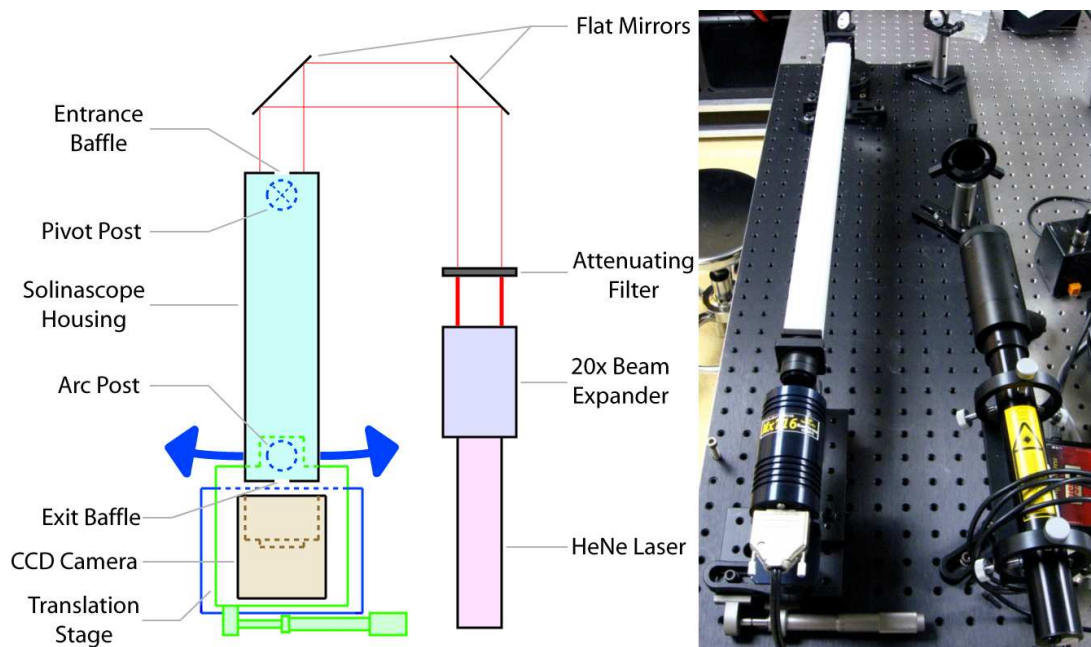 Flat Mirrors
Entrance
Baffle
Pivot Post
Solinascope
Housing
Attenuating
Filter
Arc Post
20x Beam
Expander
Exit Baffle
CCD Camera
HeNe Laser
Translation
Stage
Mx716